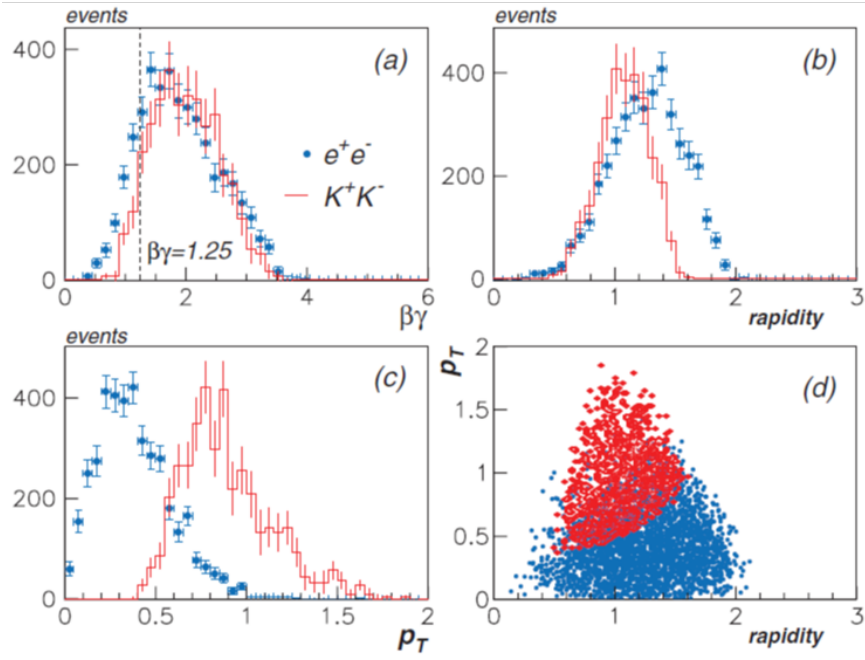 events
(a)
400
200
0
e⁺e⁻
K⁺K⁻
βγ=1.25
0 2 4 6
βγ
events
(b)
400
200
0
0 1 2 3
rapidity
events
(c)
400
200
0
0 0.5 1 1.5 2
p_T
p_T
(d)
2
1.5
1
0.5
0
0 1 2 3
rapidity